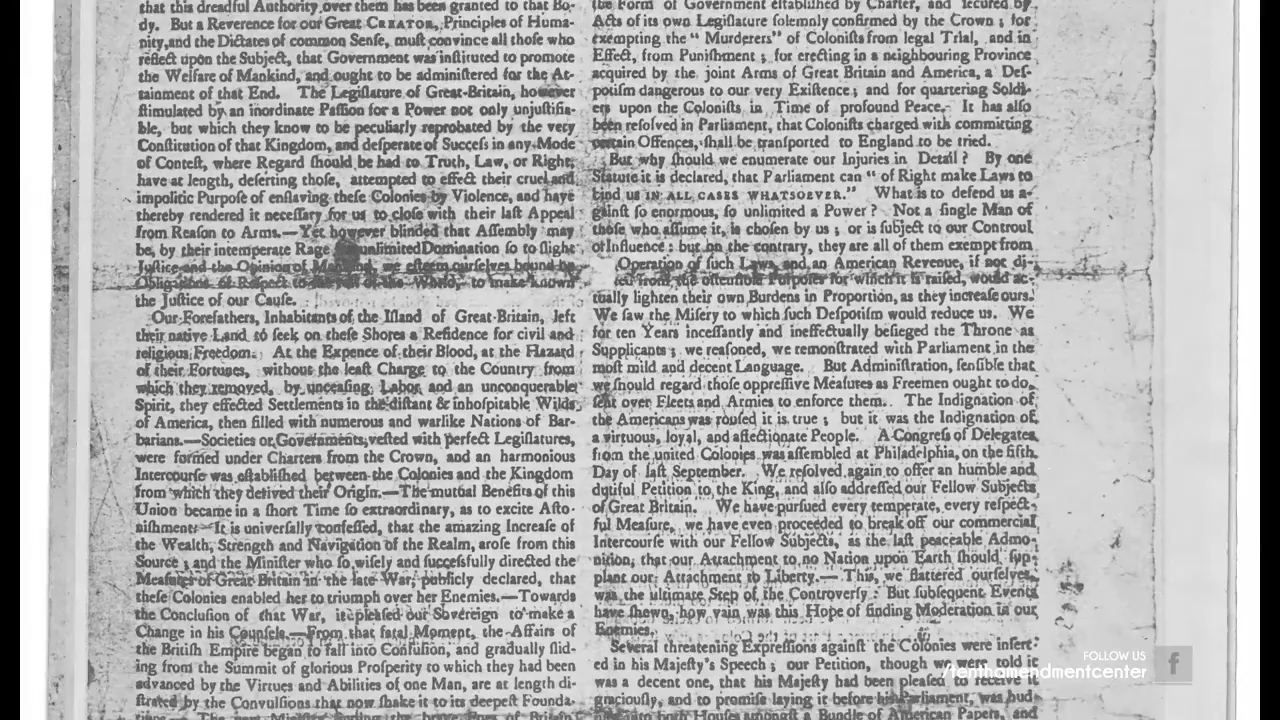 that this dreadful Authority over them has been granted to that Bo-
dy. But a Reverence for our Great CREATOR, Principles of Huma-
nity, and the Dictates of common Sense, must convince all those who
reflect upon the Subject, that Government was instituted to promote
the Welfare of Mankind, and ought to be administered for the At-
tainment of that End. The Legislature of Great-Britain, however
stimulated by an inordinate Passion for a Power not only unjustifia-
ble, but which they know to be peculiarly reprobated by the very
Constitution of that Kingdom, and desperate of Success in any Mode
of Contest, where Regard should be had to Truth, Law, or Right,
have at length, deserting those, attempted to effect their cruel and
impolitic Purpose of enslaving these Colonies by Violence, and have
thereby rendered it necessary for us to close with their last Appeal
from Reason to Arms.—Yet however blinded that Assembly may
be, by their intemperate Rage unlimited Domination so to slight
Justice and the Opinion of Mankind, we esteem ourselves bound by
Obligations of Respect to the rest of the World, to make known
the Justice of our Cause.
Our Forefathers, Inhabitants of the Island of Great-Britain, left
their native Land to seek on these Shores a Residence for civil and
religious Freedom. At the Expence of their Blood, at the Hazard
of their Fortunes, without the least Charge to the Country from
which they removed, by unceasing Labor and an unconquerable
Spirit, they effected Settlements in the distant & inhospitable Wilds
of America, then filled with numerous and warlike Nations of Bar-
barians.—Societies or Governments, vested with perfect Legislatures,
were formed under Charters from the Crown, and an harmonious
Intercourse was established between the Colonies and the Kingdom
from which they derived their Origin.—The mutual Benefits of this
Union became in a short Time so extraordinary, as to excite Asto-
nishment.—It is universally confessed, that the amazing Increase of
the Wealth, Strength and Navigation of the Realm, arose from this
Source; and the Minister who so wisely and successfully directed the
Measures of Great-Britain in the late War, publicly declared, that
these Colonies enabled her to triumph over her Enemies.—Towards
the Conclusion of that War, it pleased our Sovereign to make a
Change in his Counsels.—From that fatal Moment, the Affairs of
the British Empire began to fall into Confusion, and gradually slid-
ing from the Summit of glorious Prosperity to which they had been
advanced by the Virtues and Abilities of one Man, are at length di-
strated by the Convulsions that now shake it to its deepest Founda-
tions. The new Ministry finding the brave Foes of Britain
the Form of Government established by Charter, and secured by
Acts of its own Legislature solemnly confirmed by the Crown; for
exempting the "Murderers" of Colonists from legal Trial, and in
Effect, from Punishment; for erecting in a neighbouring Province
acquired by the joint Arms of Great Britain and America, a Des-
potism dangerous to our very Existence; and for quartering Soldi-
ers upon the Colonists in Time of profound Peace. It has also
been resolved in Parliament, that Colonists charged with committing
certain Offences, shall be transported to England to be tried.
But why should we enumerate our Injuries in Detail? By one
Statute it is declared, that Parliament can "of Right make Laws to
bind us IN ALL CASES WHATSOEVER." What is to defend us a-
gainst so enormous, so unlimited a Power? Not a single Man of
those who assume it, is chosen by us; or is subject to our Controul
or Influence: but on the contrary, they are all of them exempt from
Operation of such Laws, and an American Revenue, if not di-
ted from the ostensible Purposes for which it is raised, would ac-
tually lighten their own Burdens in Proportion, as they increase ours.
We saw the Misery to which such Despotism would reduce us. We
for ten Years incessantly and ineffectually besieged the Throne as
Supplicants; we reasoned, we remonstrated with Parliament in the
most mild and decent Language. But Administration, sensible that
we should regard those oppressive Measures as Freemen ought to do,
sent over Fleets and Armies to enforce them. The Indignation of
the Americans was roused it is true; but it was the Indignation of
a virtuous, loyal, and affectionate People. A Congress of Delegates
from the united Colonies was assembled at Philadelphia, on the fifth
Day of last September. We resolved again to offer an humble and
dutiful Petition to the King, and also addressed our Fellow Subjects
of Great Britain. We have pursued every temperate, every respect-
ful Measure, we have even proceeded to break off our commercial
Intercourse with our Fellow Subjects, as the last peaceable Admo-
nition, that our Attachment to no Nation upon Earth should sup-
plant our Attachment to Liberty.—This, we flattered ourselves,
was the ultimate Step of the Controversy: But subsequent Events
have shewn, how vain was this Hope of finding Moderation in our
Enemies.
Several threatening Expressions against the Colonies were insert-
ed in his Majesty's Speech; our Petition, though we were told it
was a decent one, that his Majesty had been pleased to receive it
graciously, and to promise laying it before his Parliament, was hud-
into both Houses amongst a Bundle of American Papers, and
FOLLOW US
/tenthamendmentcenter
f